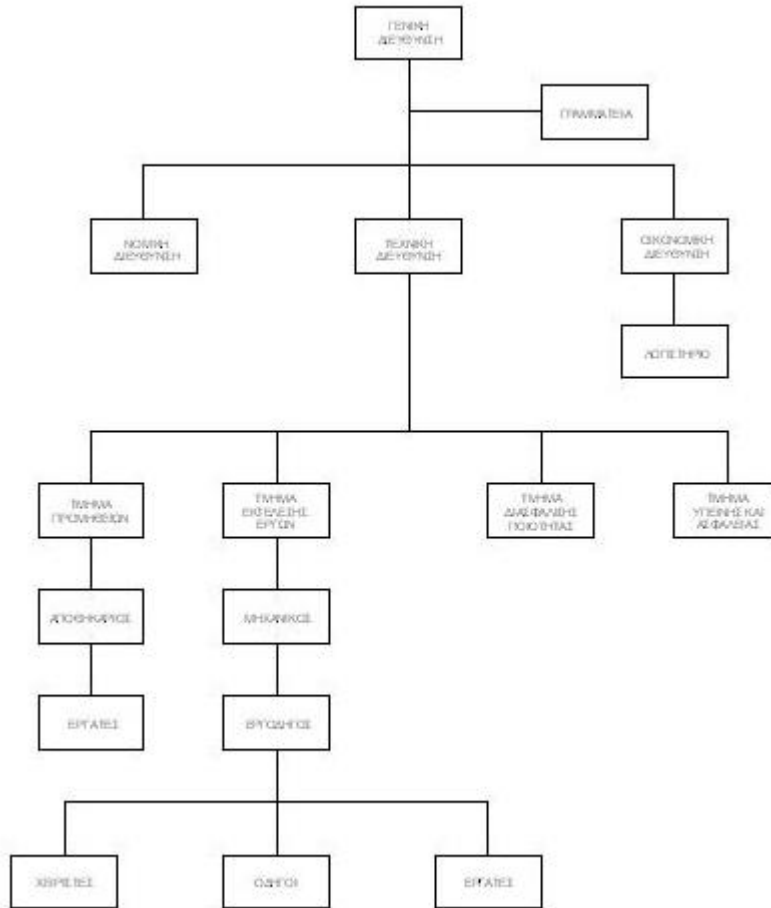 ΓΕΝΙΚΗ
ΔΙΕΥΘΥΝΣΗ
ΓΡΑΜΜΑΤΕΙΑ
ΝΟΜΙΚΗ
ΔΙΕΥΘΥΝΣΗ
ΤΕΧΝΙΚΗ
ΔΙΕΥΘΥΝΣΗ
ΟΙΚΟΝΟΜΙΚΗ
ΔΙΕΥΘΥΝΣΗ
ΛΟΓΙΣΤΗΡΙΟ
ΤΜΗΜΑ
ΠΡΟΜΗΘΕΙΩΝ
ΤΜΗΜΑ
ΕΚΤΕΛΕΣΗΣ
ΕΡΓΩΝ
ΤΜΗΜΑ
ΔΙΑΣΦΑΛΙΣΗΣ
ΠΟΙΟΤΗΤΑΣ
ΤΜΗΜΑ
ΥΓΙΕΙΝΗΣ ΚΑΙ
ΑΣΦΑΛΕΙΑΣ
ΑΠΟΘΗΚΑΡΙΟΣ
ΜΗΧΑΝΙΚΟΣ
ΕΡΓΑΤΕΣ
ΕΡΓΟΔΗΓΟΣ
ΧΕΙΡΙΣΤΕΣ
ΟΔΗΓΟΙ
ΕΡΓΑΤΕΣ